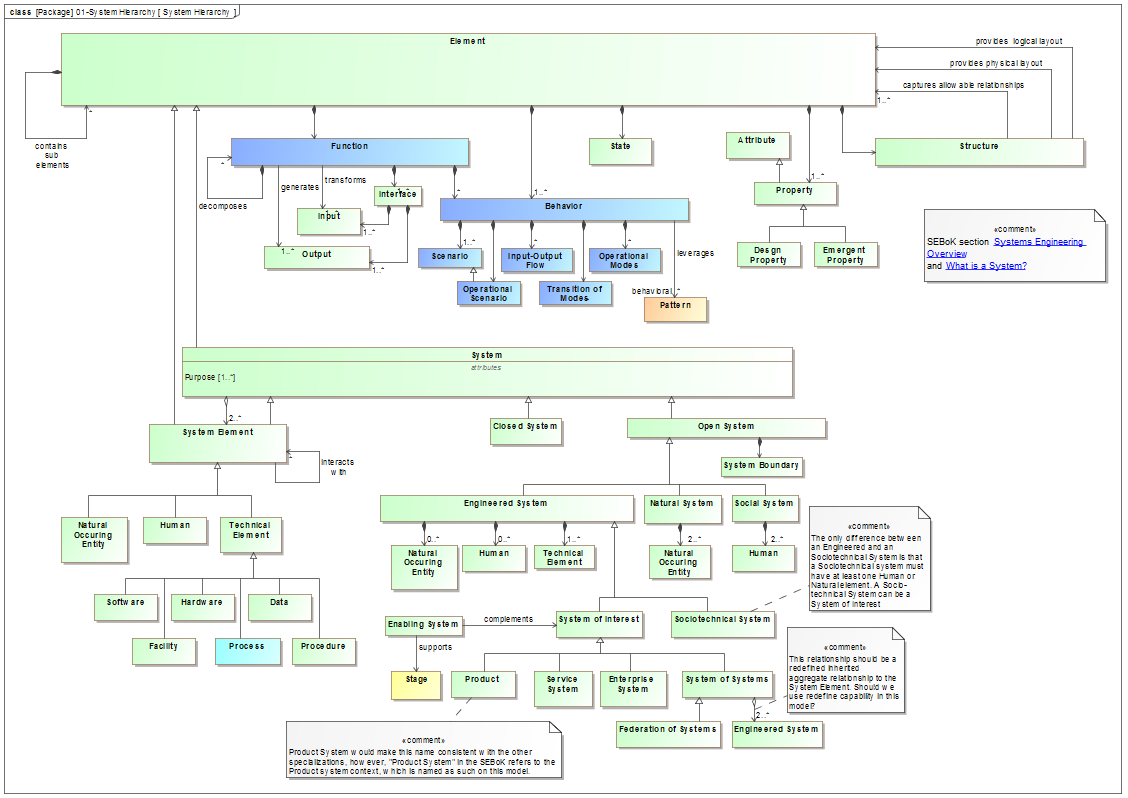 class [Package] 01-System Hierarchy [ System Hierarchy ]
Element
provides logical layout
provides physical layout
captures allowable relationships
1..*
*
contains
sub
elements
Function
State
Attribute
Structure
*
transforms
generates
decomposes
Interface
1..*
*
1..*
1..*
Property
Input
1..*
Behavior
1..*
Output
1..*
1..*
Scenario
*
Input-Output
Flow
*
Operational
Modes
leverages
Design
Property
Emergent
Property
«comment»
SEBoK section Systems Engineering
Overview
and What is a System?
Operational
Scenario
Transition of
Modes
behavioral
*
Pattern
System
attributes
Purpose [1..*]
2..*
System Element
*
interacts
with
Closed System
Open System
System Boundary
Natural
Occuring
Entity
Human
Technical
Element
Engineered System
Natural System
Social System
0..*
0..*
1..*
2..*
2..*
Natural
Occuring
Entity
Human
Technical
Element
Natural
Occuring
Entity
Human
«comment»
The only difference between
an Engineered and an
Sociotechnical System is that
a Sociotechnical system must
have at least one Human or
Natural element. A Socio-
technical System can be a
System of Interest
Software
Hardware
Data
Facility
Process
Procedure
Enabling System
complements
System of Interest
Sociotechnical System
supports
Stage
Product
Service
System
Enterprise
System
System of Systems
«comment»
This relationship should be a
redefined inherited
aggregate relationship to the
System Element. Should we
use redefine capability in this
model?
2..*
Federation of Systems
Engineered System
«comment»
Product System would make this name consistent with the other
specializations, however, "Product System" in the SEBoK refers to the
Product system context, which is named as such on this model.